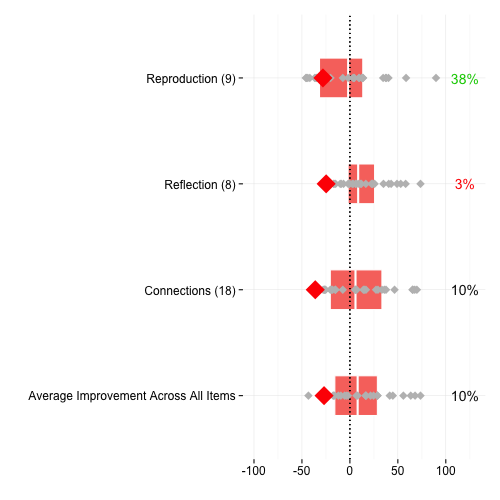 Reproduction (9) 38%
Reflection (8) 3%
Connections (18) 10%
Average Improvement Across All Items 10%
-100 -50 0 50 100